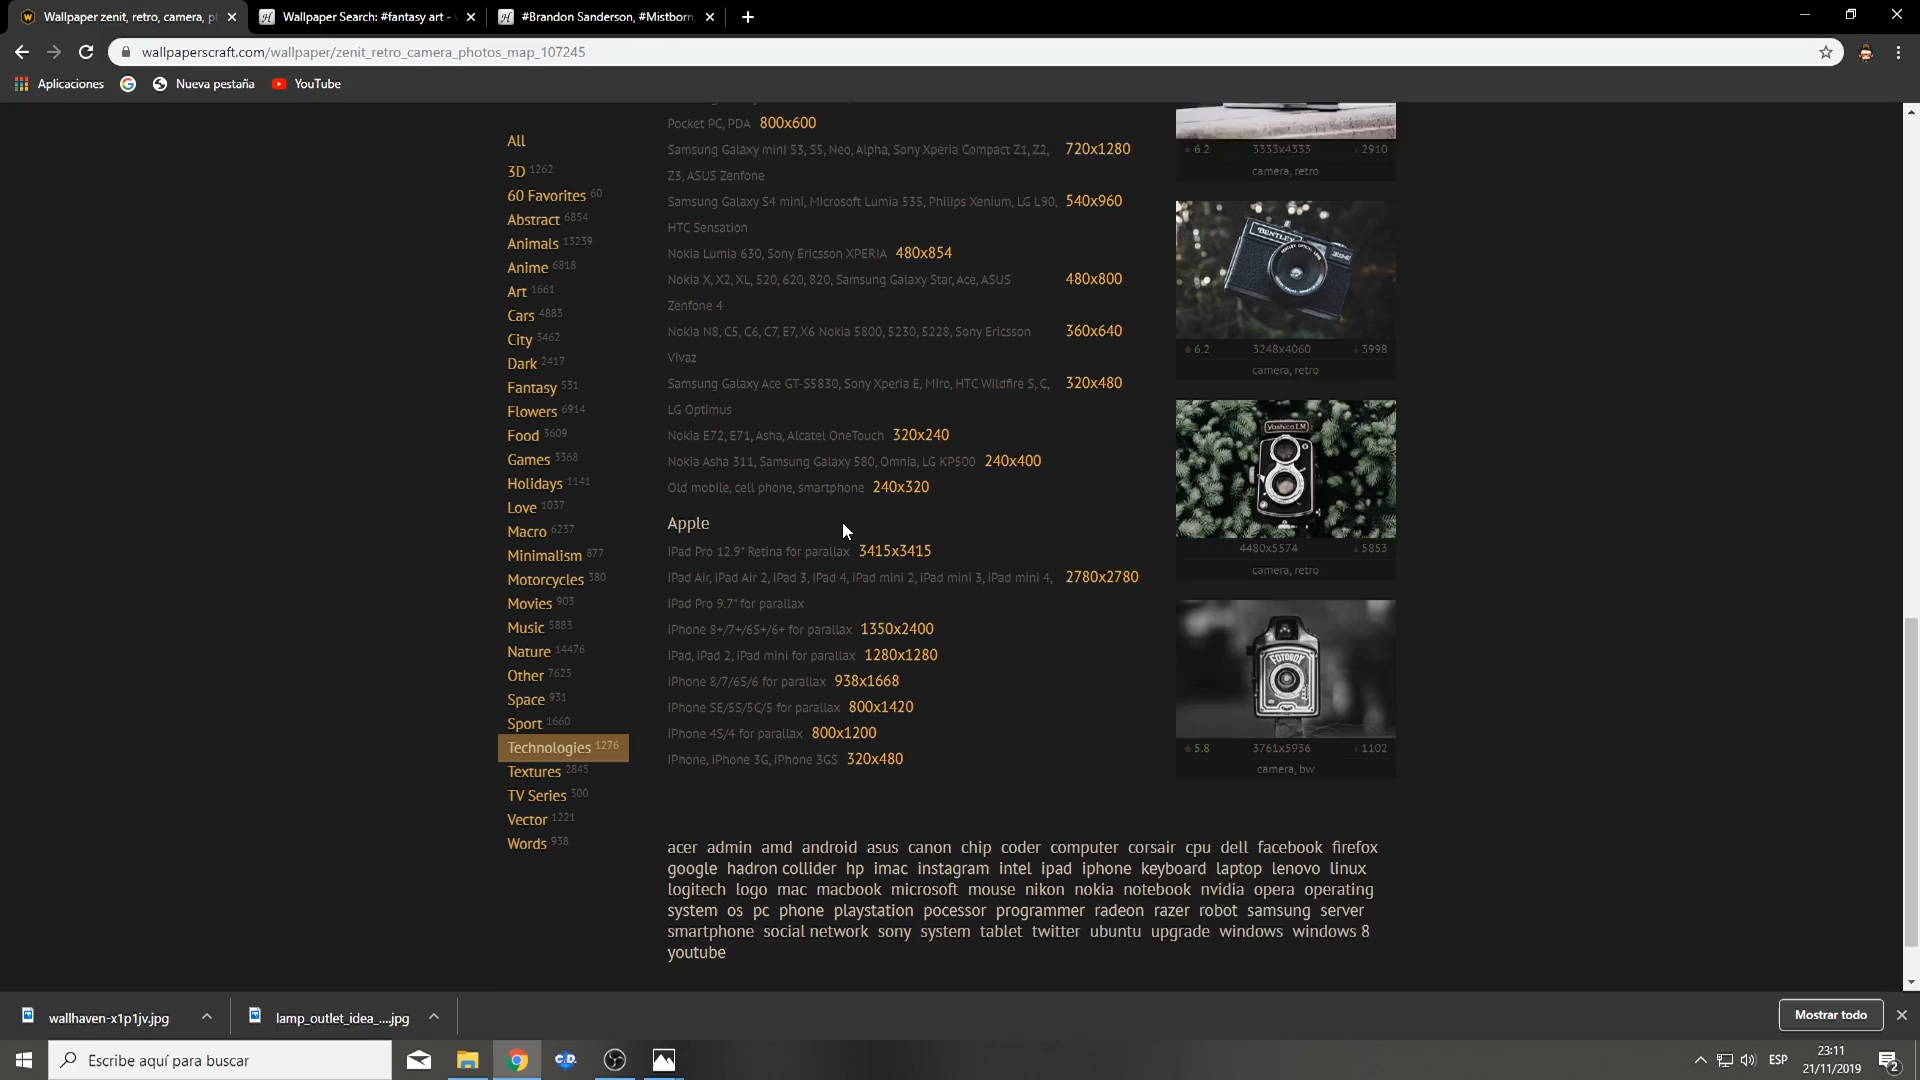 Wallpaper zenit, retro, camera, p
Wallpaper Search: #fantasy art -
#Brandon Sanderson, #Mistborn,
wallpaperscraft.com/wallpaper/zenit_retro_camera_photos_map_107245
Aplicaciones
Nueva pestaña
YouTube
All
3D 1262
60 Favorites 60
Abstract 6854
Animals 13239
Anime 6818
Art 1661
Cars 4883
City 3462
Dark 2417
Fantasy 531
Flowers 6914
Food 3609
Games 3368
Holidays 1141
Love 1037
Macro 6237
Minimalism 877
Motorcycles 380
Movies 903
Music 5883
Nature 14476
Other 7625
Space 931
Sport 1660
Technologies 1276
Textures 2845
TV Series 300
Vector 1221
Words 938
Pocket PC, PDA 800x600
Samsung Galaxy mini S3, S5, Neo, Alpha, Sony Xperia Compact Z1, Z2, 720x1280
Z3, ASUS Zenfone
Samsung Galaxy S4 mini, Microsoft Lumia 535, Philips Xenium, LG L90, 540x960
HTC Sensation
Nokia Lumia 630, Sony Ericsson XPERIA 480x854
Nokia X, X2, XL, 520, 620, 820, Samsung Galaxy Star, Ace, ASUS 480x800
Zenfone 4
Nokia N8, C5, C6, C7, E7, X6 Nokia 5800, 5230, 5228, Sony Ericsson 360x640
Vivaz
Samsung Galaxy Ace GT-S5830, Sony Xperia E, Miro, HTC Wildfire S, C, 320x480
LG Optimus
Nokia E72, E71, Asha, Alcatel OneTouch 320x240
Nokia Asha 311, Samsung Galaxy 580, Omnia, LG KP500 240x400
Old mobile, cell phone, smartphone 240x320
Apple
iPad Pro 12.9" Retina for parallax 3415x3415
iPad Air, iPad Air 2, iPad 3, iPad 4, iPad mini 2, iPad mini 3, iPad mini 4, 2780x2780
iPad Pro 9.7" for parallax
iPhone 8+/7+/6S+/6+ for parallax 1350x2400
iPad, iPad 2, iPad mini for parallax 1280x1280
iPhone 8/7/6S/6 for parallax 938x1668
iPhone SE/5S/5C/5 for parallax 800x1420
iPhone 4S/4 for parallax 800x1200
iPhone, iPhone 3G, iPhone 3GS 320x480
6.2 3333x4333 2910
camera, retro
BENTLEY
6.2 3248x4060 3998
camera, retro
Yashica LM
4480x5574 5853
camera, retro
FOTOBOX
5.8 3761x5936 1102
camera, bw
acer admin amd android asus canon chip coder computer corsair cpu dell facebook firefox
google hadron collider hp imac instagram intel ipad iphone keyboard laptop lenovo linux
logitech logo mac macbook microsoft mouse nikon nokia notebook nvidia opera operating
system os pc phone playstation pocessor programmer radeon razer robot samsung server
smartphone social network sony system tablet twitter ubuntu upgrade windows windows 8
youtube
wallhaven-x1p1jv.jpg
lamp_outlet_idea_....jpg
Mostrar todo
Escribe aquí para buscar
C.D.
ESP
23:11
21/11/2019
2